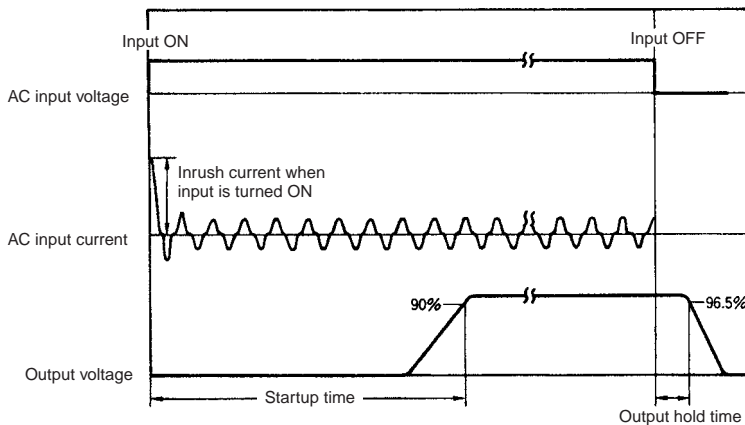 Input ON
Input OFF
AC input voltage
Inrush current when
input is turned ON
AC input current
90%
96.5%
Output voltage
Startup time
Output hold time